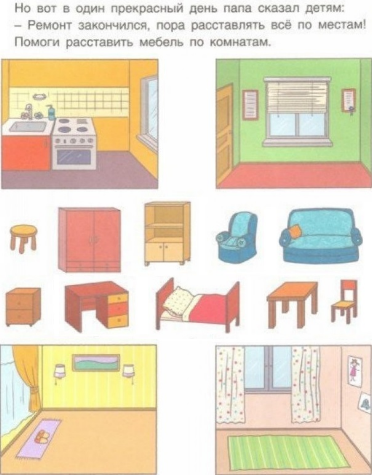 Но вот в один прекрасный день папа сказал детям:
– Ремонт закончился, пора расставлять всё по местам!
Помоги расставить мебель по комнатам.